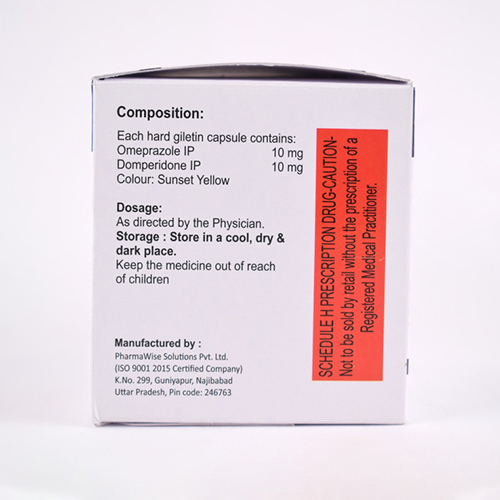 Composition:
Each hard giletin capsule contains:
Omeprazole IP 10 mg
Domperidone IP 10 mg
Colour: Sunset Yellow
Dosage:
As directed by the Physician.
Storage : Store in a cool, dry &
dark place.
Keep the medicine out of reach
of children
Manufactured by :
PharmaWise Solutions Pvt. Ltd.
(ISO 9001 2015 Certified Company)
K.No. 299, Guniyapur, Najibabad
Uttar Pradesh, Pin code: 246763
SCHEDULE H PRESCRIPTION DRUG-CAUTION-
Not to be sold by retail without the prescription of a
Registered Medical Practitioner.